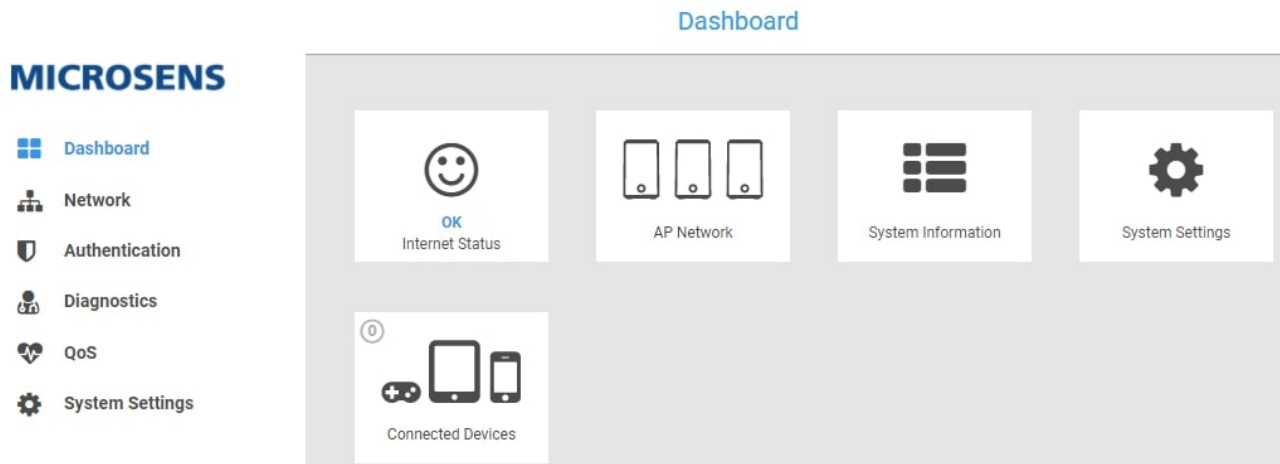 Dashboard
MICROSENS
Dashboard
Network
Authentication
Diagnostics
QoS
System Settings
OK
Internet Status
AP Network
System Information
System Settings
0
Connected Devices